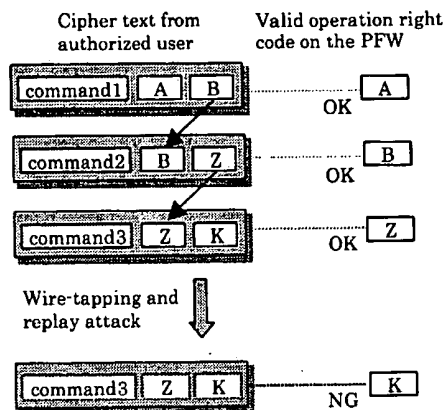 Cipher text from
authorized user
Valid operation right
code on the PFW
command1 A B
OK
A
command2 B Z
OK
B
command3 Z K
OK
Z
Wire-tapping and
replay attack
command3 Z K
NG
K